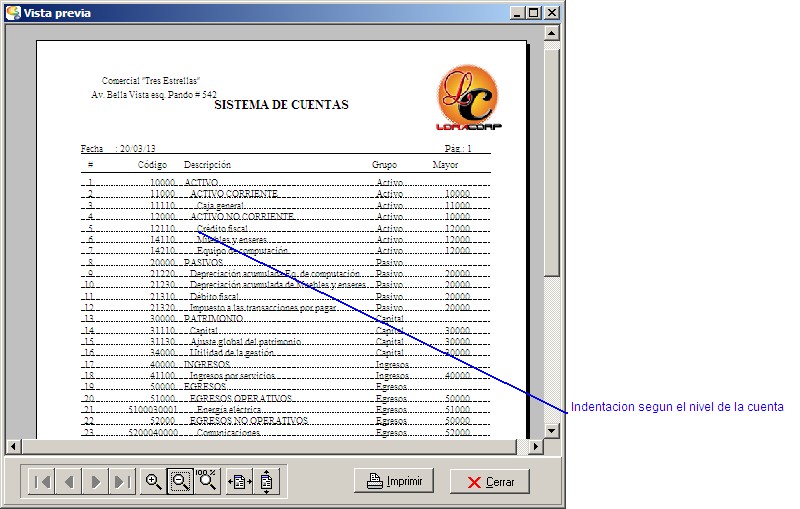 Vista previa
Comercial "Tres Estrellas"
Av. Bella Vista esq. Pando # 542
SISTEMA DE CUENTAS
LORACORP
Fecha : 20/03/13 Pág.: 1
# Código Descripción Grupo Mayor
1 10000 ACTIVO Activo
2 11000 ACTIVO CORRIENTE Activo 10000
3 11110 Caja general Activo 11000
4 12000 ACTIVO NO CORRIENTE Activo 10000
5 12110 Crédito fiscal Activo 12000
6 14110 Muebles y enseres Activo 12000
7 14210 Equipo de computación Activo 12000
8 20000 PASIVOS Pasivo
9 21220 Depreciación acumulada Eq. de computación Pasivo 20000
10 21230 Depreciación acumulada de Muebles y enseres Pasivo 20000
11 21310 Débito fiscal Pasivo 20000
12 21320 Impuesto a las transacciones por pagar Pasivo 20000
13 30000 PATRIMONIO Capital
14 31110 Capital Capital 30000
15 31130 Ajuste global del patrimonio Capital 30000
16 34000 Utilidad de la gestión Capital 30000
17 40000 INGRESOS Ingresos
18 41100 Ingresos por servicios Ingresos 40000
19 50000 EGRESOS Egresos
20 51000 EGRESOS OPERATIVOS Egresos 50000
21 5100030001 Energía eléctrica Egresos 51000
22 52000 EGRESOS NO OPERATIVOS Egresos 50000
23 5200040000 Comunicaciones Egresos 52000
Indentacion segun el nivel de la cuenta
100 %
Imprimir
Cerrar